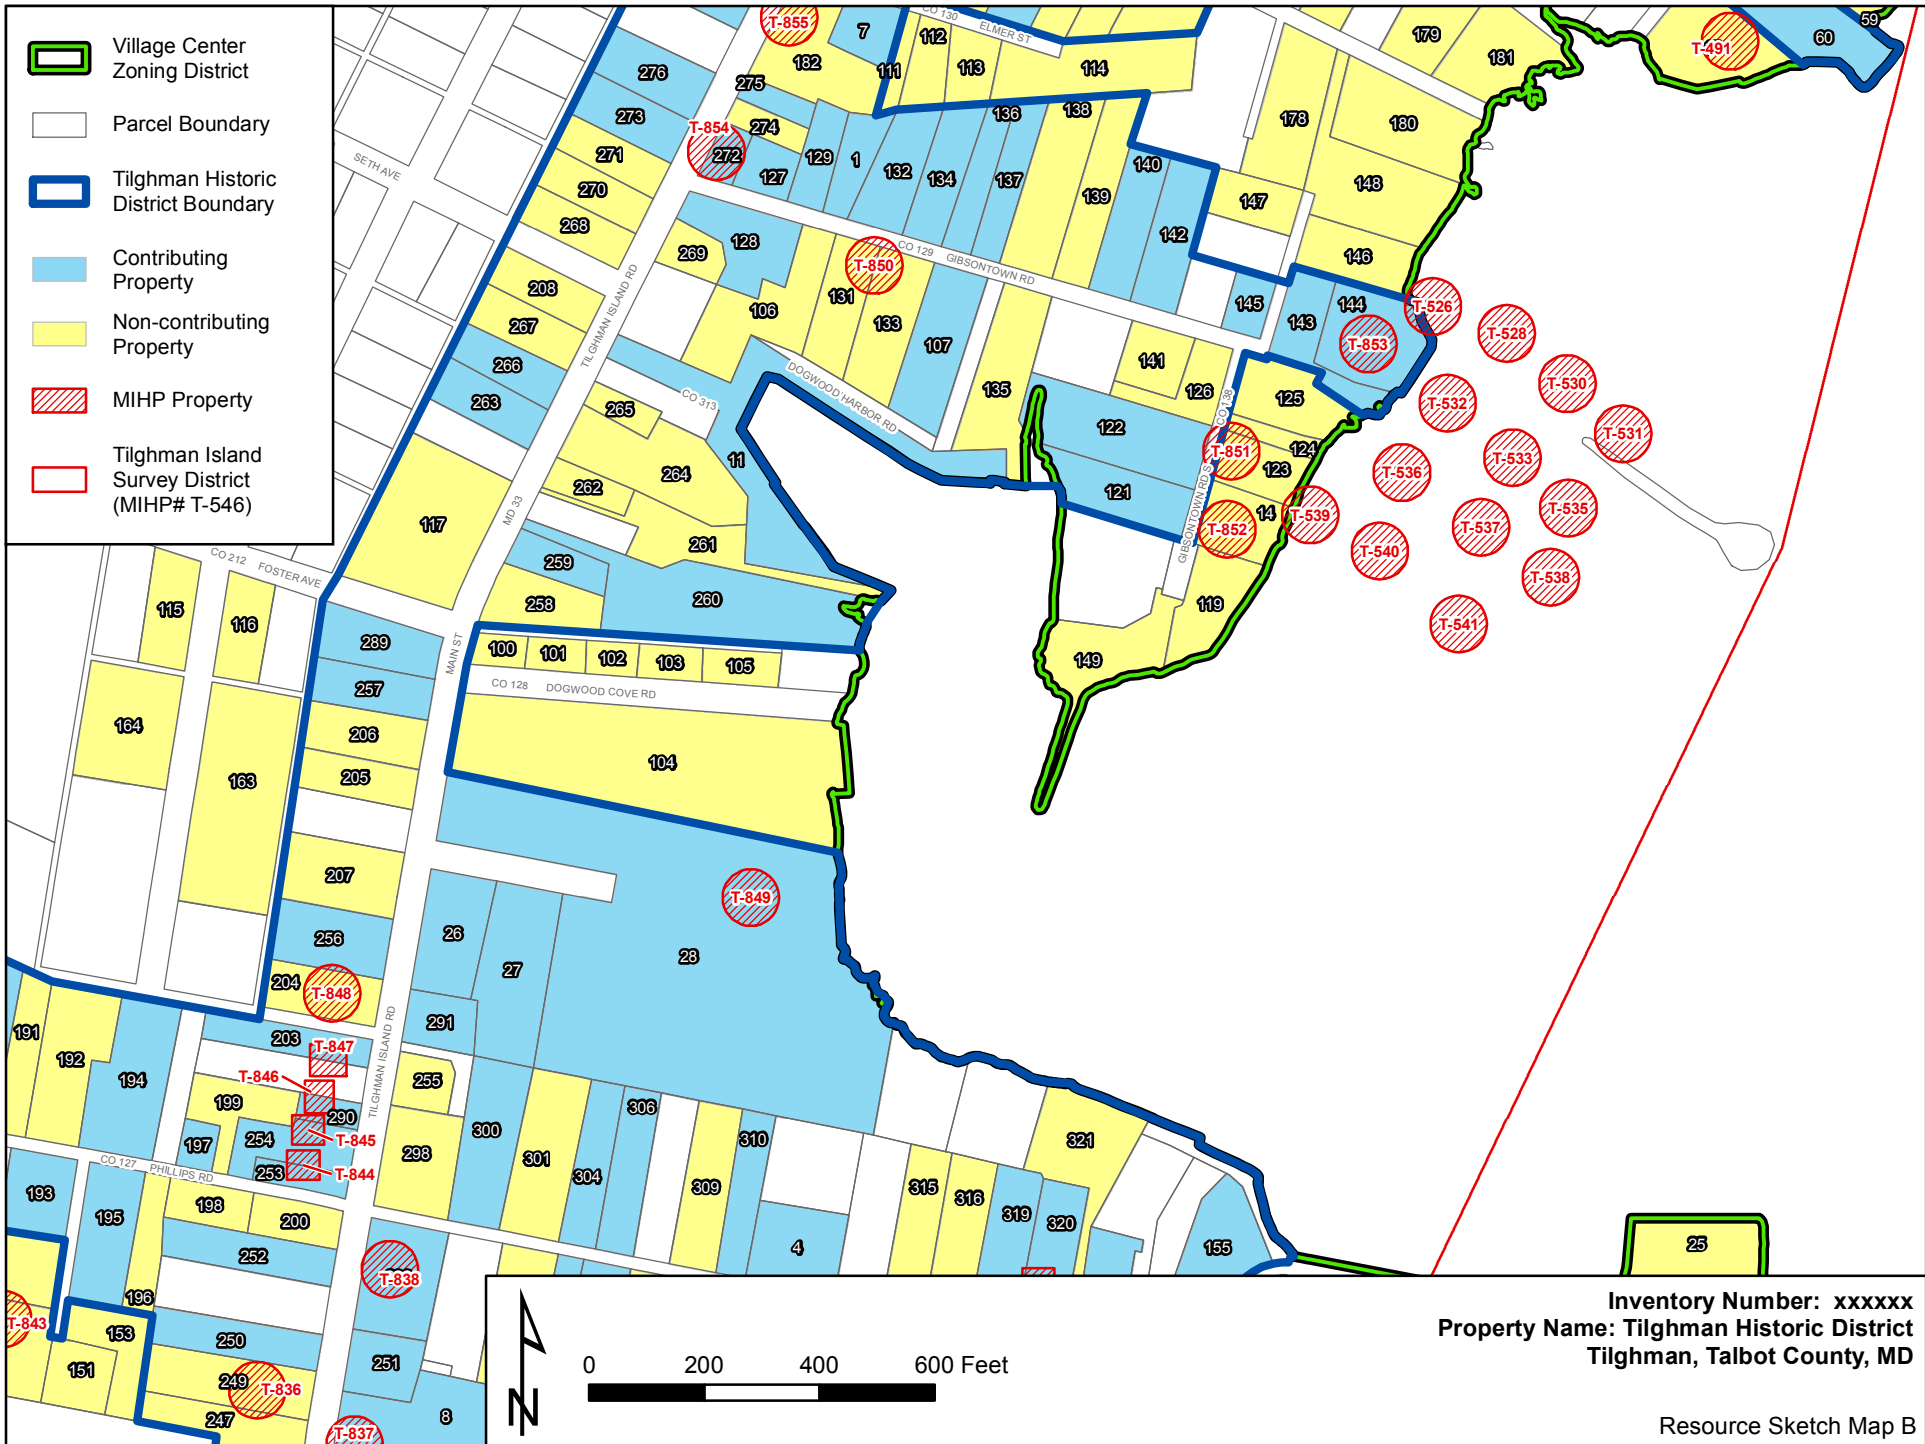 Village Center
Zoning District
Parcel Boundary
Tilghman Historic
District Boundary
Contributing
Property
Non-contributing
Property
MIHP Property
Tilghman Island
Survey District
(MIHP# T-546)
T-855
7
182
111
112
CO 130
ELMER ST
113
114
179
181
T-491
60
59
276
275
273
T-854
274
272
127
129
1
132
134
136
137
138
139
140
142
178
180
148
147
146
SETH AVE
271
270
268
269
128
T-850
CO 129 GIBSONTOWN RD
145
143
144
T-853
T-526
T-528
T-530
T-532
T-531
T-533
T-536
T-535
T-537
T-539
T-540
T-538
T-541
208
267
266
263
TILGHMAN ISLAND RD
106
131
133
107
135
141
126
CO 138
125
124
123
T-851
14
T-852
GIBSONTOWN RD S
119
149
122
121
DOGWOOD HARBOR RD
CO 313
265
264
262
11
261
117
MD 33
259
260
258
CO 212 FOSTER AVE
115
116
289
257
MAIN ST
100
101
102
103
105
CO 128 DOGWOOD COVE RD
164
163
206
205
104
207
256
204
T-848
26
27
28
T-849
291
TILGHMAN ISLAND RD
191
192
194
203
T-847
T-846
199
290
T-845
197
254
253
T-844
CO 127 PHILLIPS RD
255
298
300
301
304
306
309
310
4
315
316
319
320
321
155
25
193
195
198
200
252
196
T-838
T-843
153
151
250
251
249
T-836
247
T-837
8
N
0 200 400 600 Feet
Inventory Number: xxxxxx
Property Name: Tilghman Historic District
Tilghman, Talbot County, MD
Resource Sketch Map B